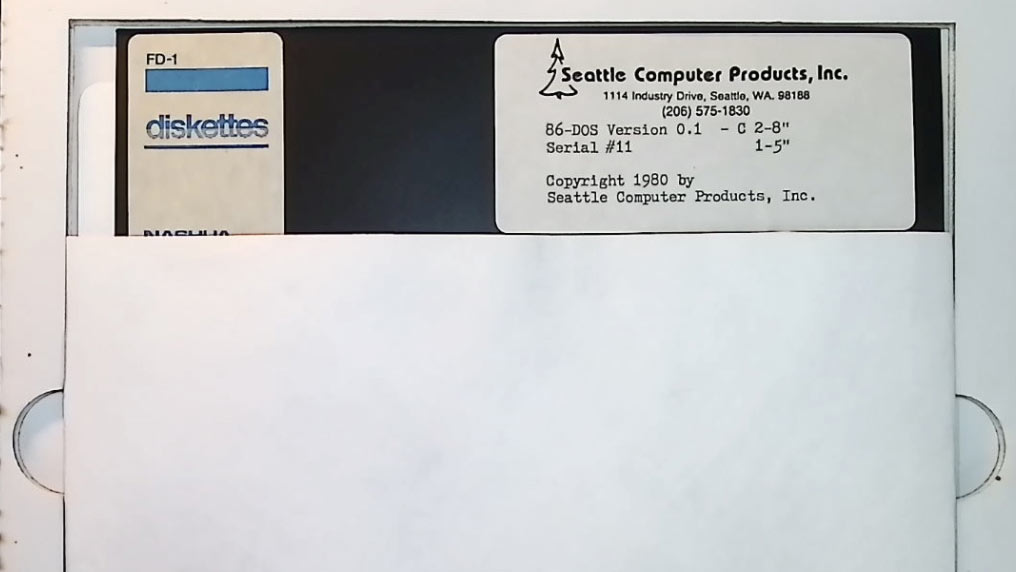 FD-1
diskettes
NASHUA
Seattle Computer Products, Inc.
1114 Industry Drive, Seattle, WA. 98188
(206) 575-1830
86-DOS Version 0.1 - C 2-8"
Serial #11 1-5"
Copyright 1980 by
Seattle Computer Products, Inc.